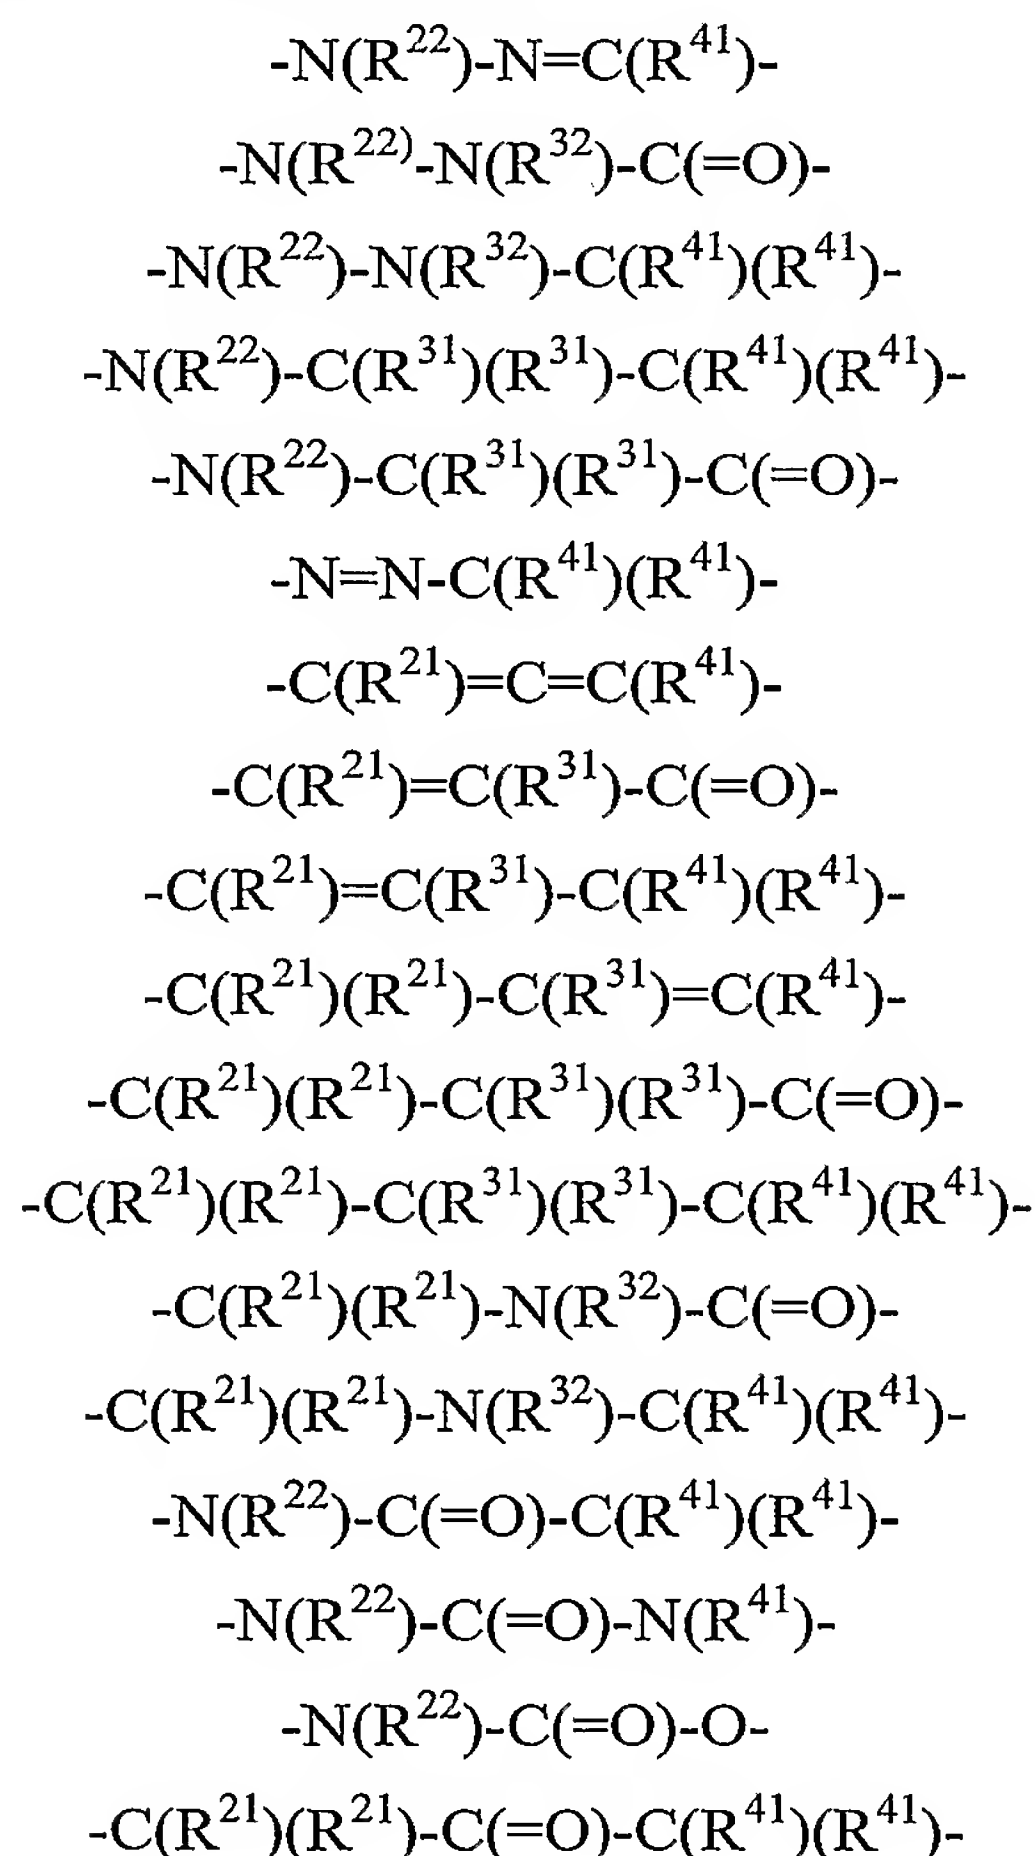 -N(R²²)-N=C(R⁴¹)-
-N(R²²⁾-N(R³²)-C(=O)-
-N(R²²)-N(R³²)-C(R⁴¹)(R⁴¹)-
-N(R²²)-C(R³¹)(R³¹)-C(R⁴¹)(R⁴¹)-
-N(R²²)-C(R³¹)(R³¹)-C(=O)-
-N=N-C(R⁴¹)(R⁴¹)-
-C(R²¹)=C=C(R⁴¹)-
-C(R²¹)=C(R³¹)-C(=O)-
-C(R²¹)=C(R³¹)-C(R⁴¹)(R⁴¹)-
-C(R²¹)(R²¹)-C(R³¹)=C(R⁴¹)-
-C(R²¹)(R²¹)-C(R³¹)(R³¹)-C(=O)-
-C(R²¹)(R²¹)-C(R³¹)(R³¹)-C(R⁴¹)(R⁴¹)-
-C(R²¹)(R²¹)-N(R³²)-C(=O)-
-C(R²¹)(R²¹)-N(R³²)-C(R⁴¹)(R⁴¹)-
-N(R²²)-C(=O)-C(R⁴¹)(R⁴¹)-
-N(R²²)-C(=O)-N(R⁴¹)-
-N(R²²)-C(=O)-O-
-C(R²¹)(R²¹)-C(=O)-C(R⁴¹)(R⁴¹)-